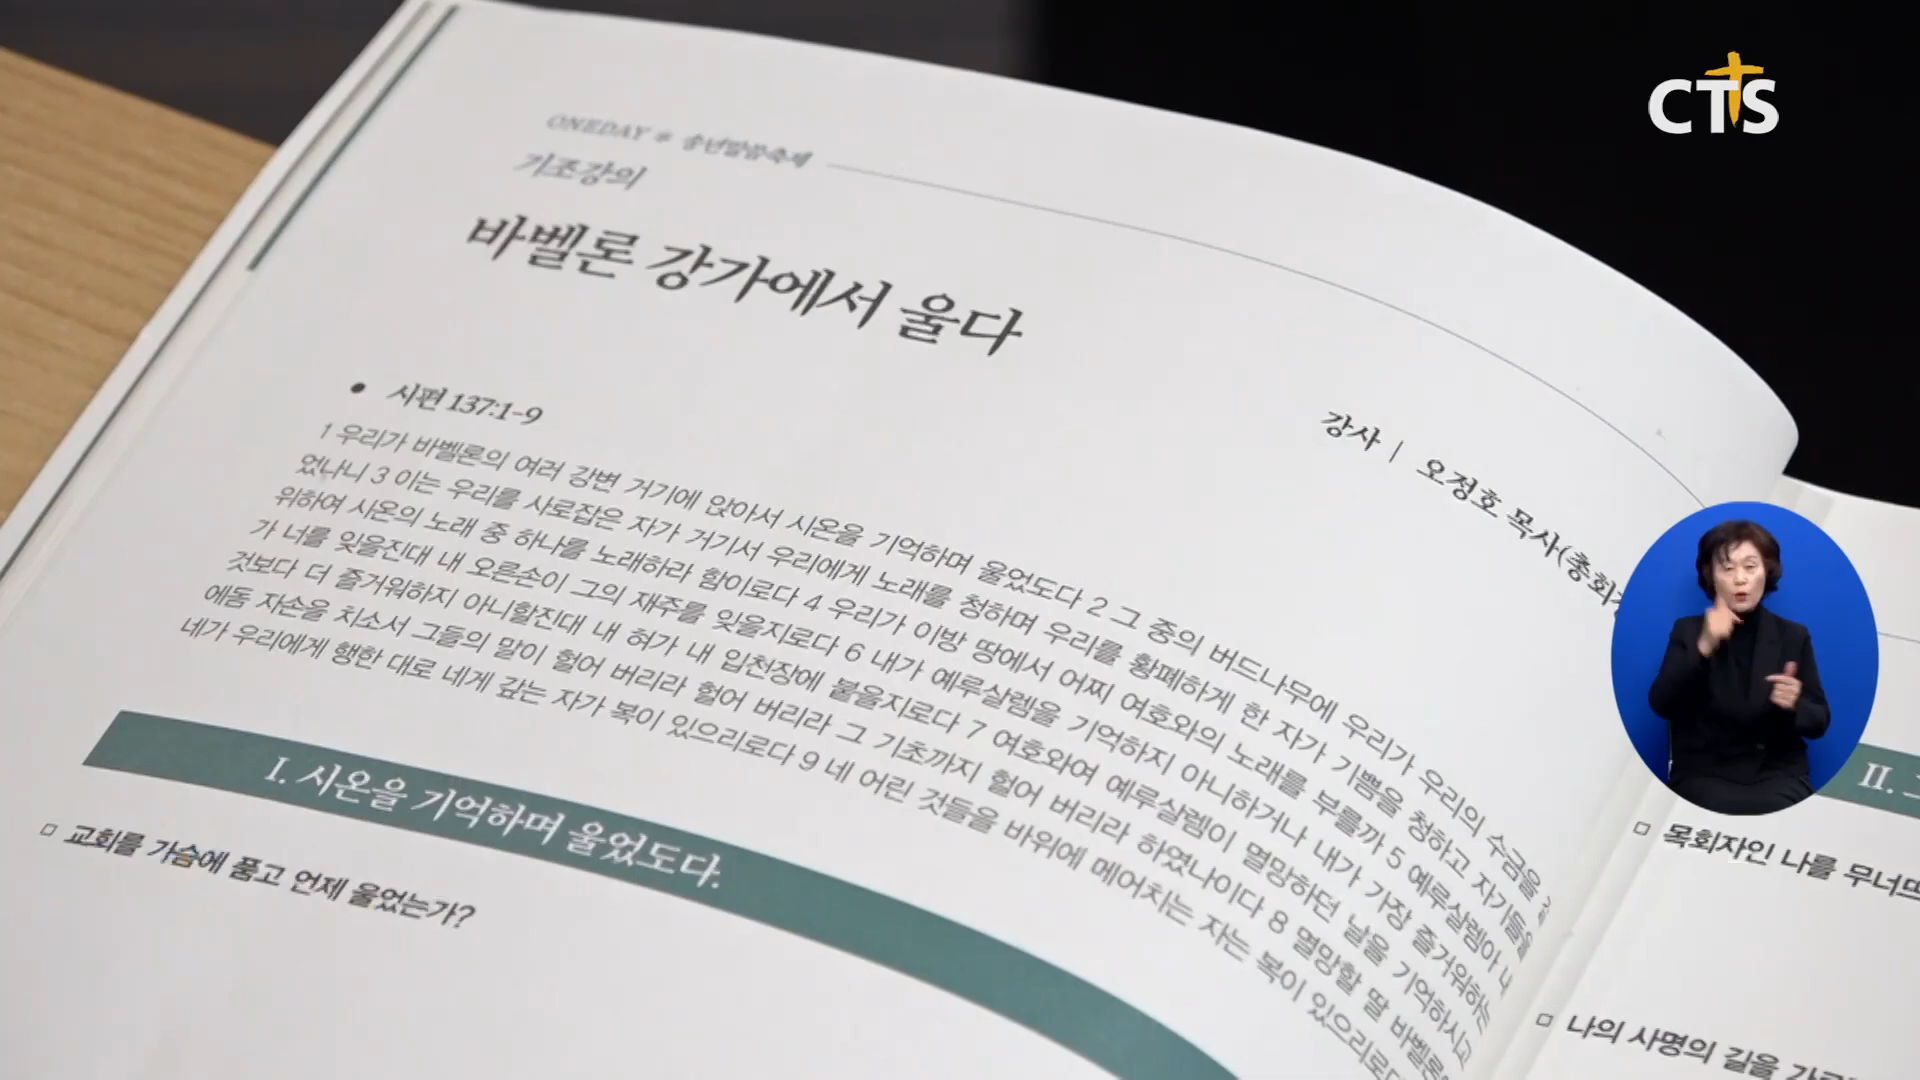 CTS
ONEDAY * 송년말씀축제
기조강의
바벨론 강가에서 울다
강사 | 오정호 목사(총회
• 시편 137:1-9
1 우리가 바벨론의 여러 강변 거기에 앉아서 시온을 기억하며 울었도다 2 그 중의 버드나무에 우리가 우리의 수금을
었나니 3 이는 우리를 사로잡은 자가 거기서 우리에게 노래를 청하며 우리를 황폐하게 한 자가 기쁨을 청하고 자기들을
위하여 시온의 노래 중 하나를 노래하라 함이로다 4 우리가 이방 땅에서 어찌 여호와의 노래를 부를까 5 예루살렘아 내
가 너를 잊을진대 내 오른손이 그의 재주를 잊을지로다 6 내가 예루살렘을 기억하지 아니하거나 내가 가장 즐거워하는
것보다 더 즐거워하지 아니할진대 내 혀가 내 입천장에 붙을지로다 7 여호와여 예루살렘이 멸망하던 날을 기억하시고
에돔 자손을 치소서 그들의 말이 헐어 버리라 헐어 버리라 그 기초까지 헐어 버리라 하였나이다 8 멸망할 딸 바벨론
네가 우리에게 행한 대로 네게 갚는 자가 복이 있으리로다 9 네 어린 것들을 바위에 메어치는 자는 복이 있으리로다
I. 시온을 기억하며 울었도다.
□ 교회를 가슴에 품고 언제 울었는가?
II.
□ 목회자인 나를 무너뜨
□ 나의 사명의 길을